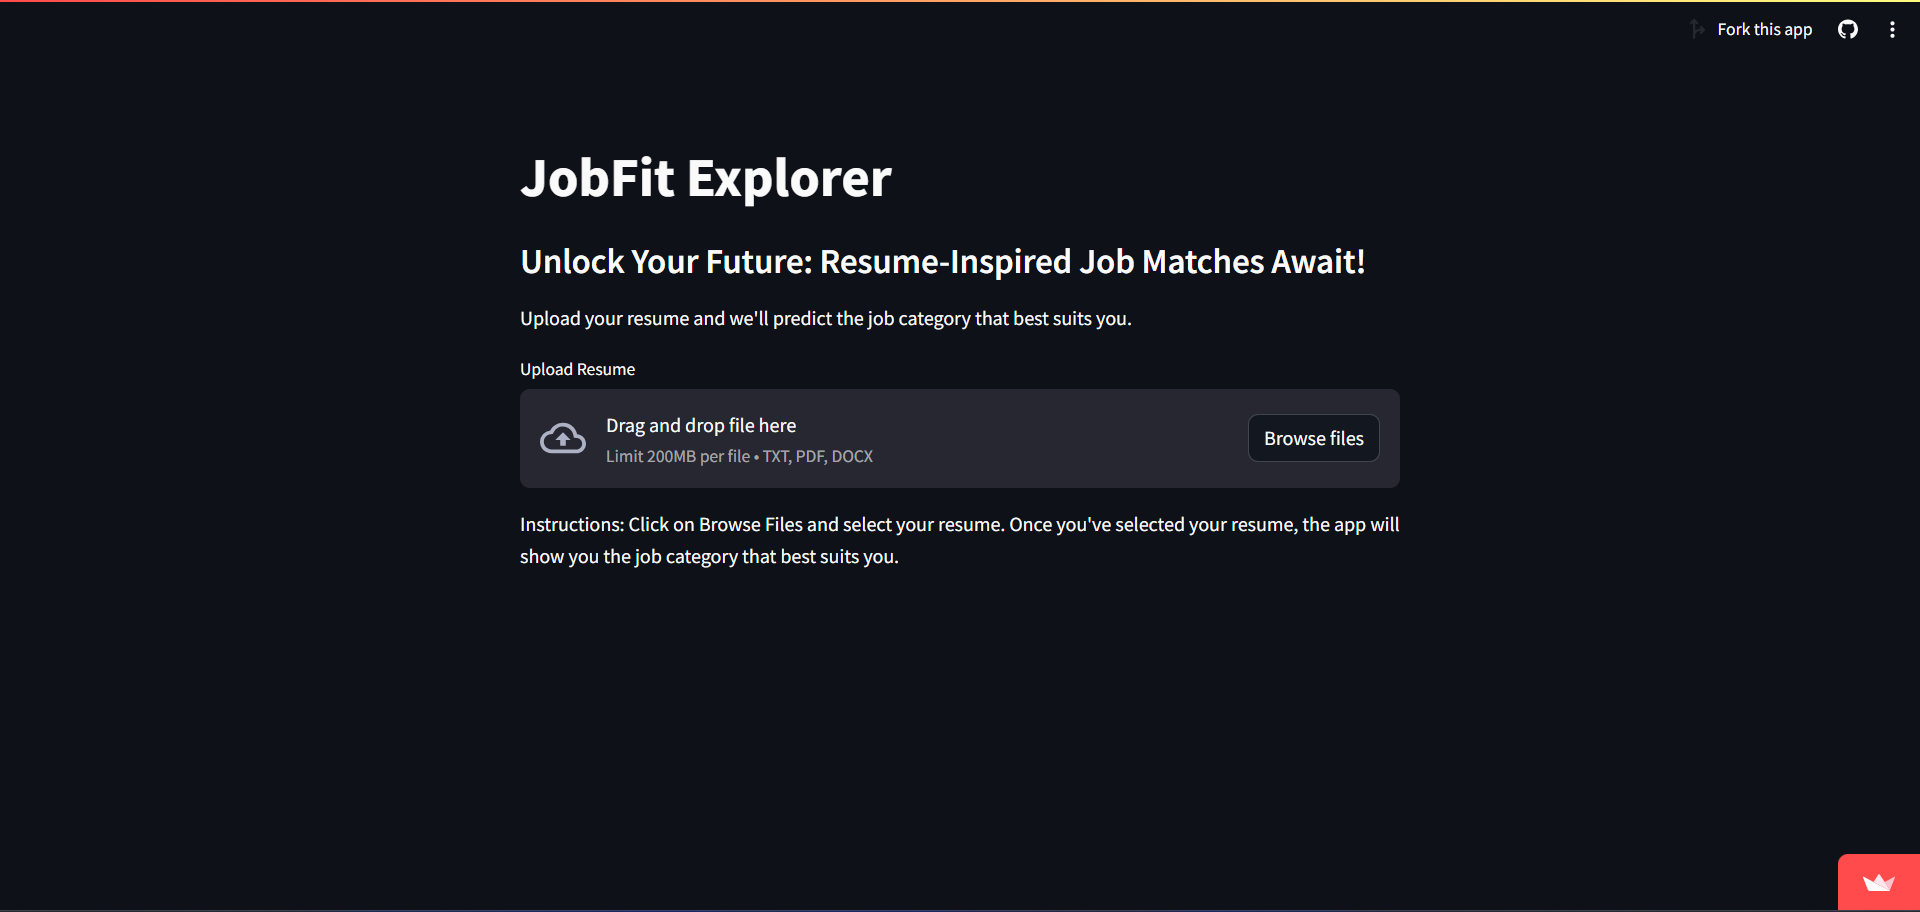 Fork this app
JobFit Explorer
Unlock Your Future: Resume-Inspired Job Matches Await!
Upload your resume and we'll predict the job category that best suits you.
Upload Resume
Drag and drop file here
Limit 200MB per file • TXT, PDF, DOCX
Browse files
Instructions: Click on Browse Files and select your resume. Once you've selected your resume, the app will
show you the job category that best suits you.